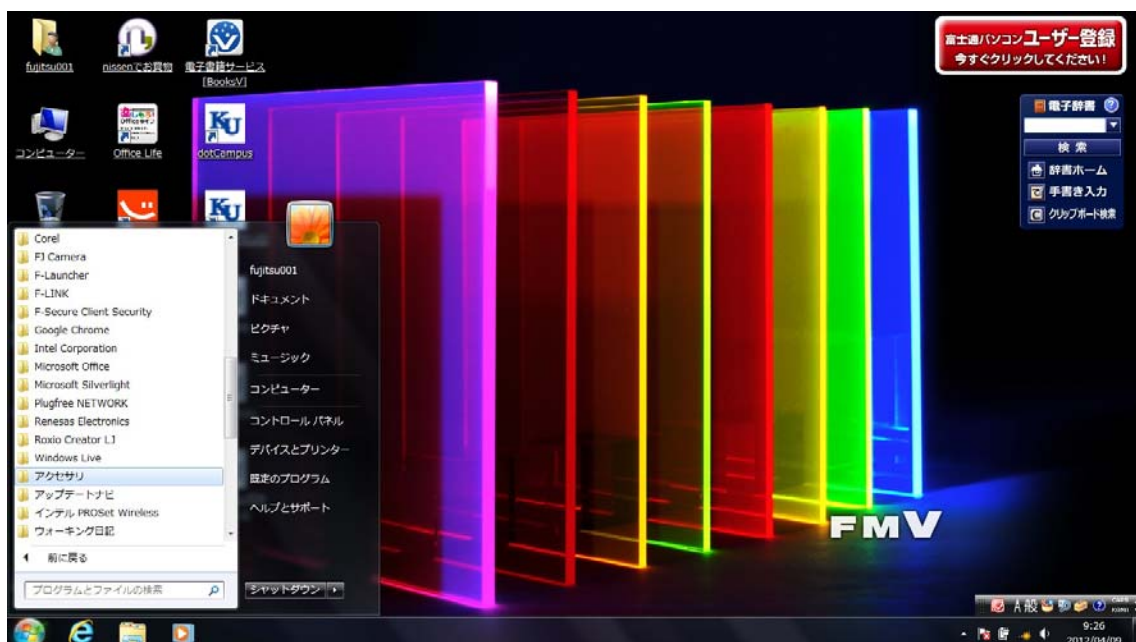 fujitsu001
nissenでお買物
電子書籍サービス
[BooksV]
コンピューター
Office Life
KU
dotCampus
KU
富士通パソコンユーザー登録
今すぐクリックしてください!
電子辞書
検索
辞書ホーム
手書き入力
クリップボード検索
Corel
FJ Camera
F-Launcher
F-LINK
F-Secure Client Security
Google Chrome
Intel Corporation
Microsoft Office
Microsoft Silverlight
Plugfree NETWORK
Renesas Electronics
Roxio Creator LJ
Windows Live
アクセサリ
アップデートナビ
インテル PROSet Wireless
ウォーキング日記
前に戻る
プログラムとファイルの検索
fujitsu001
ドキュメント
ピクチャ
ミュージック
コンピューター
コントロール パネル
デバイスとプリンター
既定のプログラム
ヘルプとサポート
シャットダウン
FMV
A 般
CAPS
KANA
9:26
2012/04/09